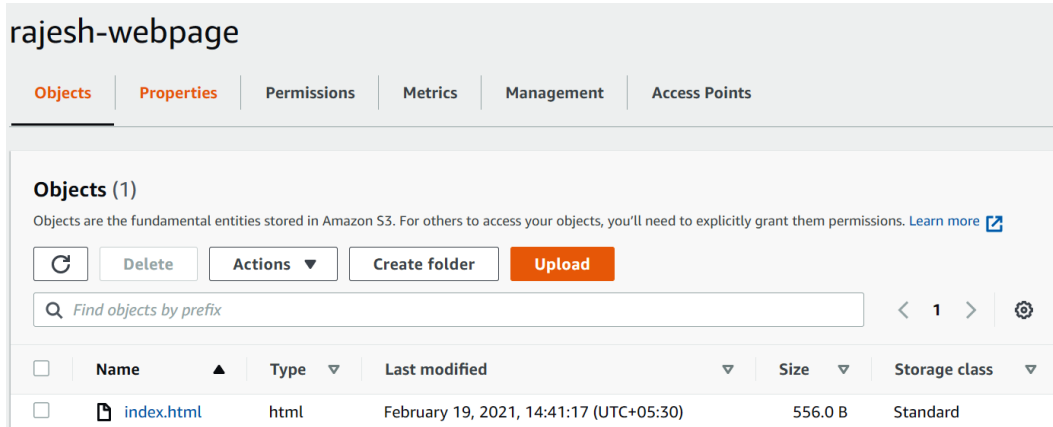 rajesh-webpage
Objects Properties Permissions Metrics Management Access Points
Objects (1)
Objects are the fundamental entities stored in Amazon S3. For others to access your objects, you'll need to explicitly grant them permissions. Learn more
Delete Actions Create folder Upload
Find objects by prefix 1
Name Type Last modified Size Storage class
index.html html February 19, 2021, 14:41:17 (UTC+05:30) 556.0 B Standard